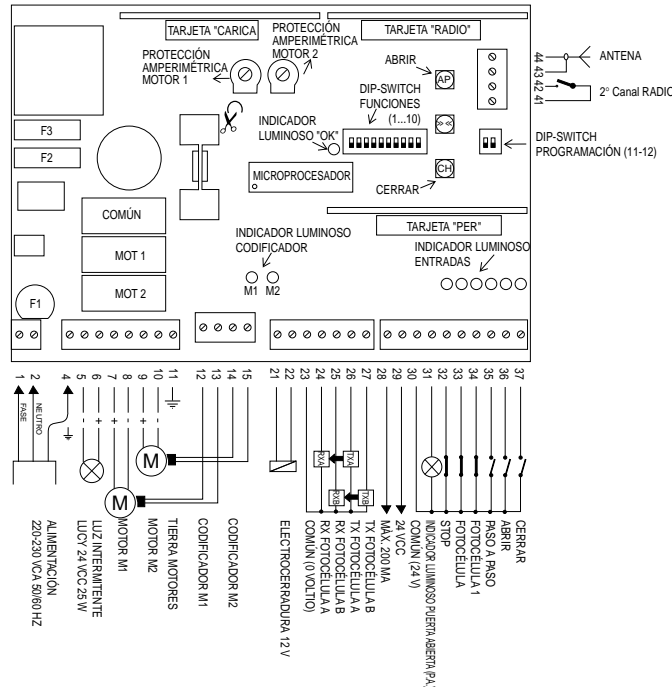 TARJETA "CARICA
PROTECCIÓN
AMPERIMÉTRICA
MOTOR 2
TARJETA "RADIO"
PROTECCIÓN
AMPERIMÉTRICA
MOTOR 1
ABRIR
AP
44
43
42
41
ANTENA
2° Canal RADIO
DIP-SWITCH
FUNCIONES
(1...10)
INDICADOR
LUMINOSO "OK"
DIP-SWITCH
PROGRAMACIÓN (11-12)
F3
F2
MICROPROCESADOR
CH
CERRAR
COMÚN
MOT 1
MOT 2
F1
TARJETA "PER"
INDICADOR LUMINOSO
CODIFICADOR
M1 M2
INDICADOR LUMINOSO
ENTRADAS
1
2
4
5
6
7
8
9
10
11
12
13
14
15
21
22
23
24
25
26
27
28
29
30
31
32
33
34
35
36
37
FASE
NEUTRO
- + - + + -
M
M
RXA
TXA
RXB
TXB
ALIMENTACIÓN
220-230 VCA 50/60 HZ
LUZ INTERMITENTE
LUCY 24 VCC 25 W
MOTOR M1
MOTOR M2
TIERRA MOTORES
CODIFICADOR M1
CODIFICADOR M2
ELECTROCERRADURA 12 V
COMÚN (0 VOLTIO)
RX FOTOCÉLULA A
RX FOTOCÉLULA B
TX FOTOCÉLULA A
TX FOTOCÉLULA B
MÁX. 200 MA
24 VCC
COMÚN (24 V)
INDICADOR LUMINOSO PUERTA ABIERTA (P.A.)
STOP
FOTOCÉLULA
FOTOCÉLULA 1
PASO A PASO
ABRIR
CERRAR